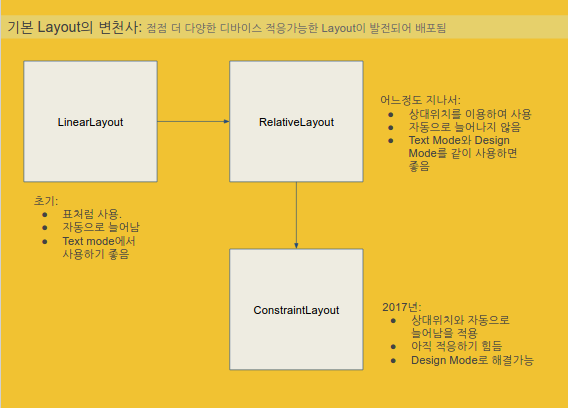 기본 Layout의 변천사: 점점 더 다양한 디바이스 적응가능한 Layout이 발전되어 배포됨
LinearLayout
RelativeLayout
어느정도 지나서:
● 상대위치를 이용하여 사용
● 자동으로 늘어나지 않음
● Text Mode와 Design
Mode를 같이 사용하면
좋음
초기:
● 표처럼 사용.
● 자동으로 늘어남
● Text mode에서
사용하기 좋음
ConstraintLayout
2017년:
● 상대위치와 자동으로
늘어남을 적용
● 아직 적응하기 힘듬
● Design Mode로 해결가능